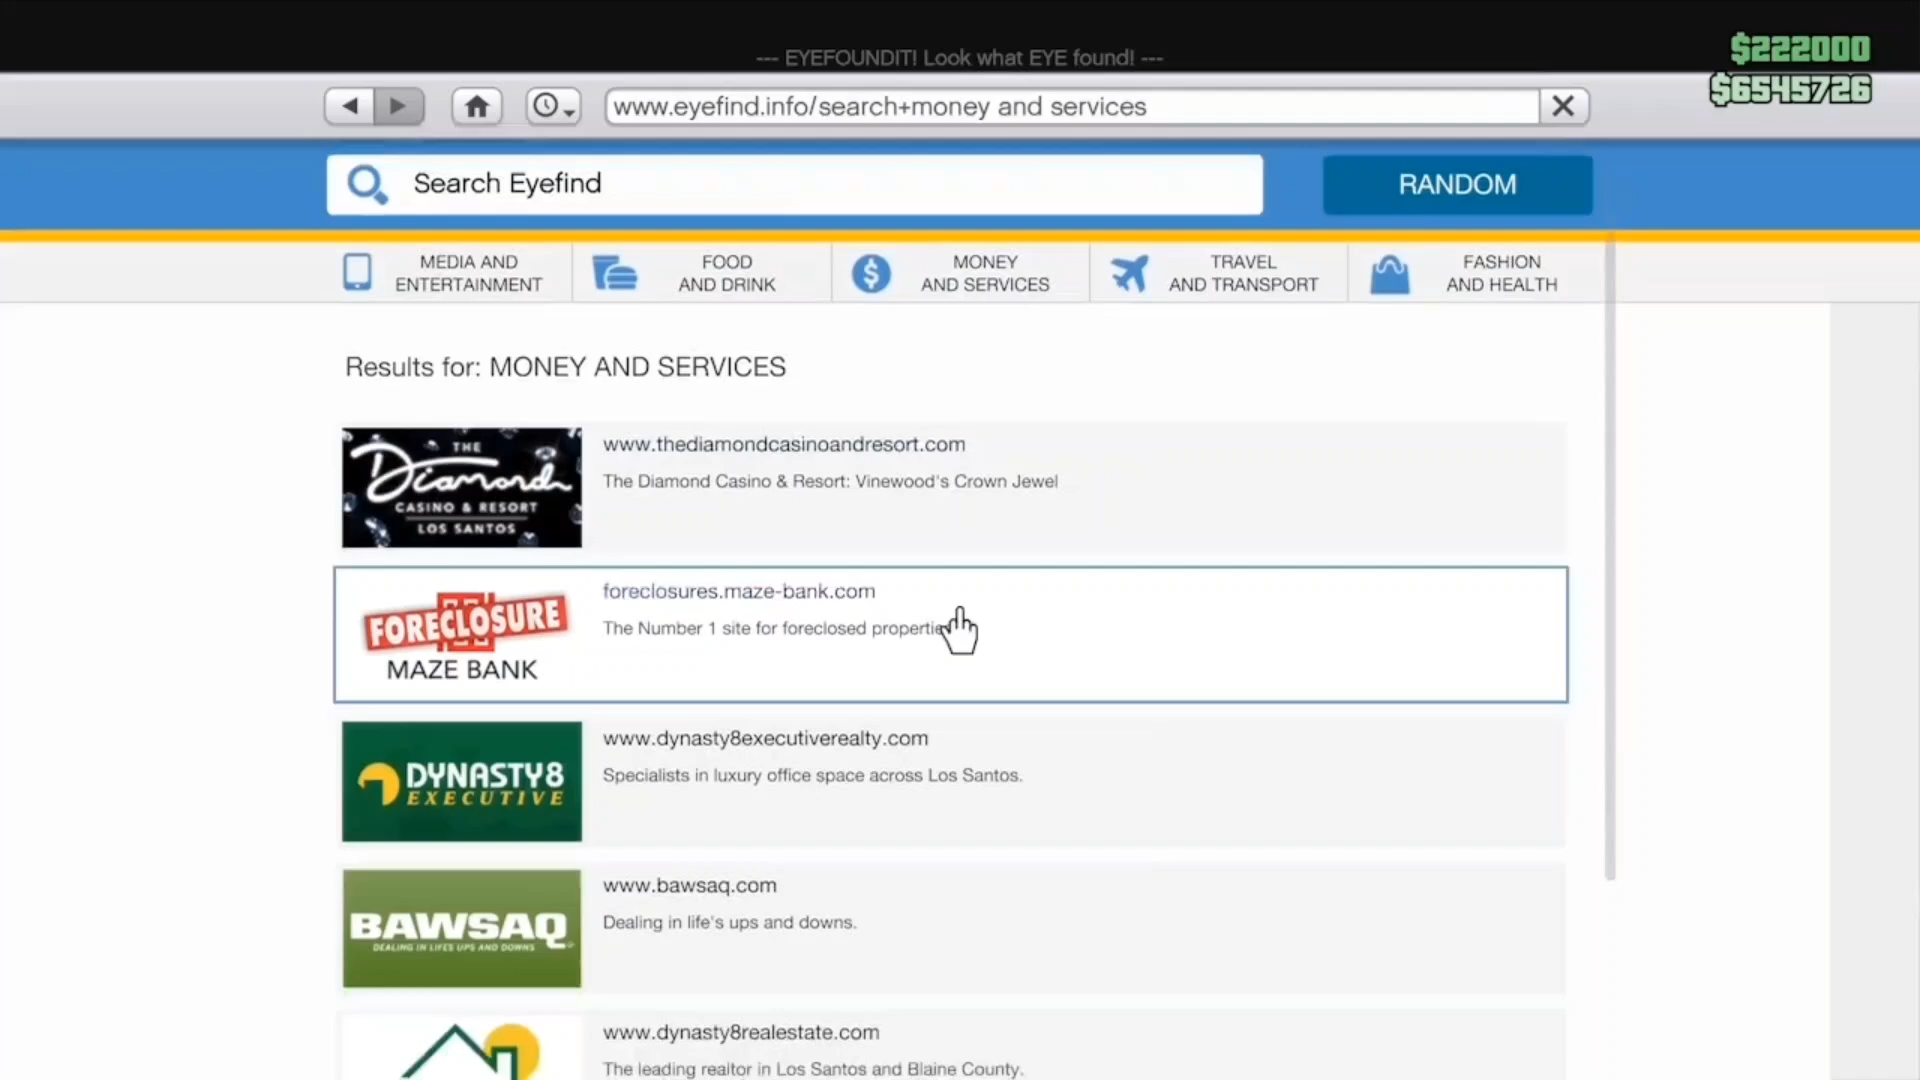 --- EYEFOUNDIT! Look what EYE found! ---
$222000
$6545726
www.eyefind.info/search+money and services
Search Eyefind
RANDOM
MEDIA AND
ENTERTAINMENT
FOOD
AND DRINK
MONEY
AND SERVICES
TRAVEL
AND TRANSPORT
FASHION
AND HEALTH
Results for: MONEY AND SERVICES
THE
Diamond
CASINO & RESORT
LOS SANTOS
www.thediamondcasinoandresort.com
The Diamond Casino & Resort: Vinewood's Crown Jewel
FORECLOSURE
MAZE BANK
foreclosures.maze-bank.com
The Number 1 site for foreclosed propertie
DYNASTY8
EXECUTIVE
www.dynasty8executiverealty.com
Specialists in luxury office space across Los Santos.
BAWSAQ
DEALING IN LIFE'S UPS AND DOWNS
www.bawsaq.com
Dealing in life's ups and downs.
www.dynasty8realestate.com
The leading realtor in Los Santos and Blaine County.